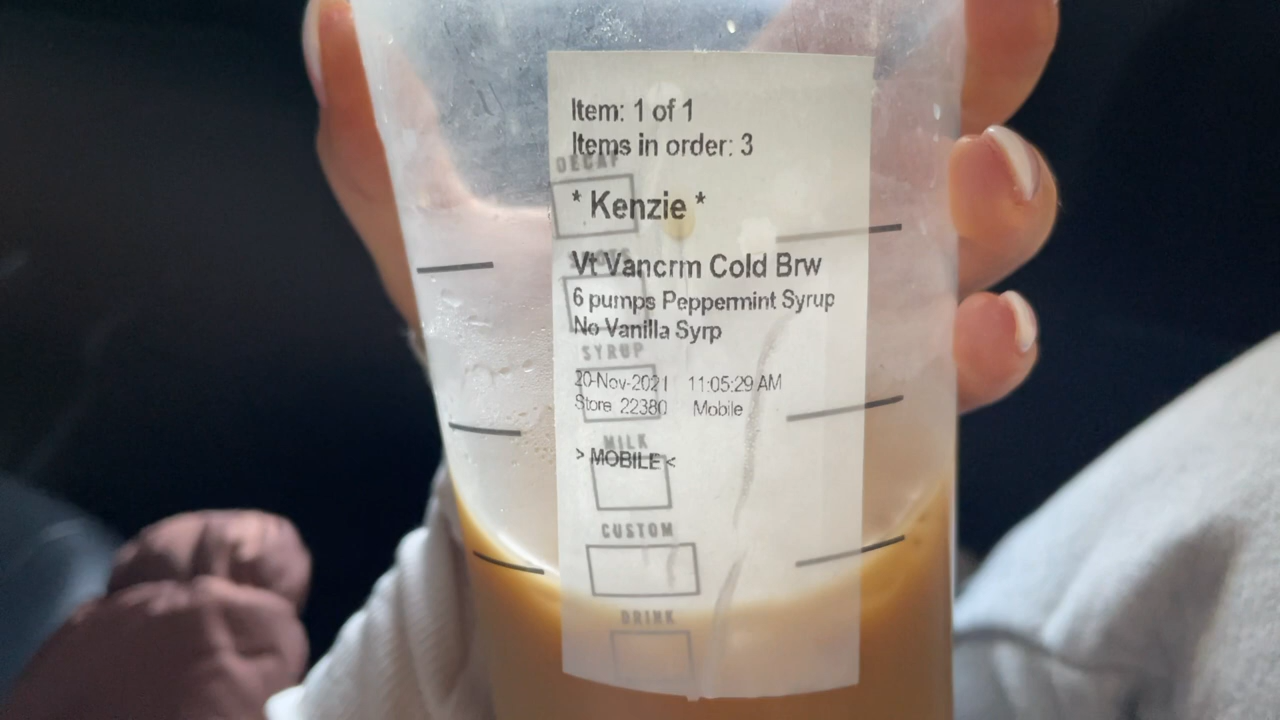 Item: 1 of 1
Items in order: 3
DECAF
* Kenzie *
SHOTS
Vt Vancrm Cold Brw
6 pumps Peppermint Syrup
No Vanilla Syrp
SYRUP
20-Nov-2021 11:05:29 AM
Store 22380 Mobile
MILK
> MOBILE <
CUSTOM
DRINK